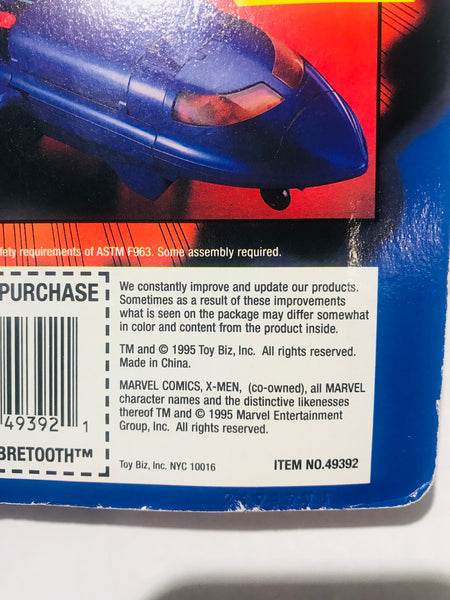 fety requirements of ASTM F963. Some assembly required.
PURCHASE
49392 1
BRETOOTH™
We constantly improve and update our products.
Sometimes as a result of these improvements
what is seen on the package may differ somewhat
in color and content from the product inside.
TM and © 1995 Toy Biz, Inc. All rights reserved.
Made in China.
MARVEL COMICS, X-MEN, (co-owned), all MARVEL
character names and the distinctive likenesses
thereof TM and © 1995 Marvel Entertainment
Group, Inc. All rights reserved.
Toy Biz, Inc. NYC 10016
ITEM NO.49392